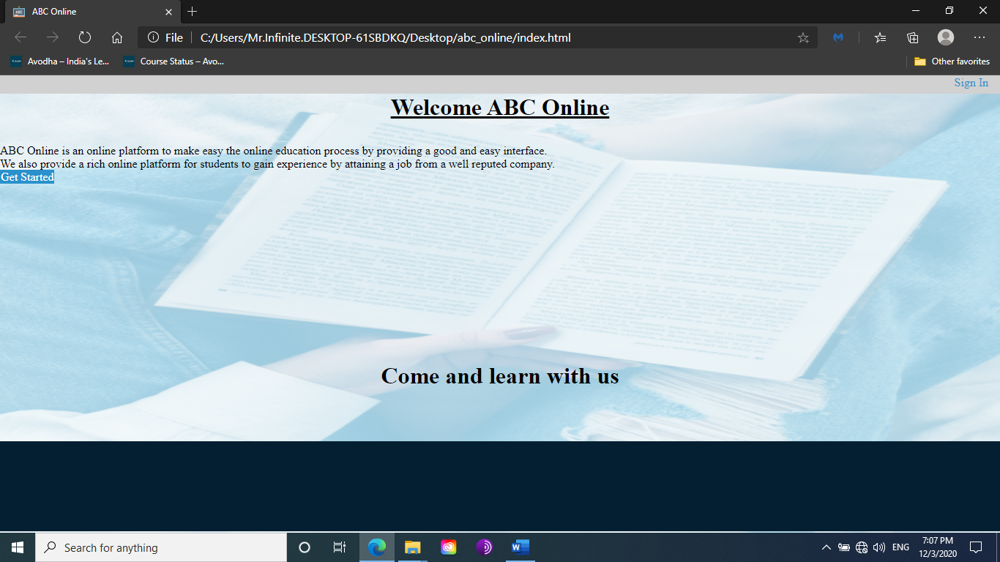 ABC Online
File
C:/Users/Mr.Infinite.DESKTOP-61SBDKQ/Desktop/abc_online/index.html
Avodha – India's Le...
Course Status – Avo...
Other favorites
Sign In
Welcome ABC Online
ABC Online is an online platform to make easy the online education process by providing a good and easy interface.
We also provide a rich online platform for students to gain experience by attaining a job from a well reputed company.
Get Started
Come and learn with us
Search for anything
ENG
7:07 PM
12/3/2020